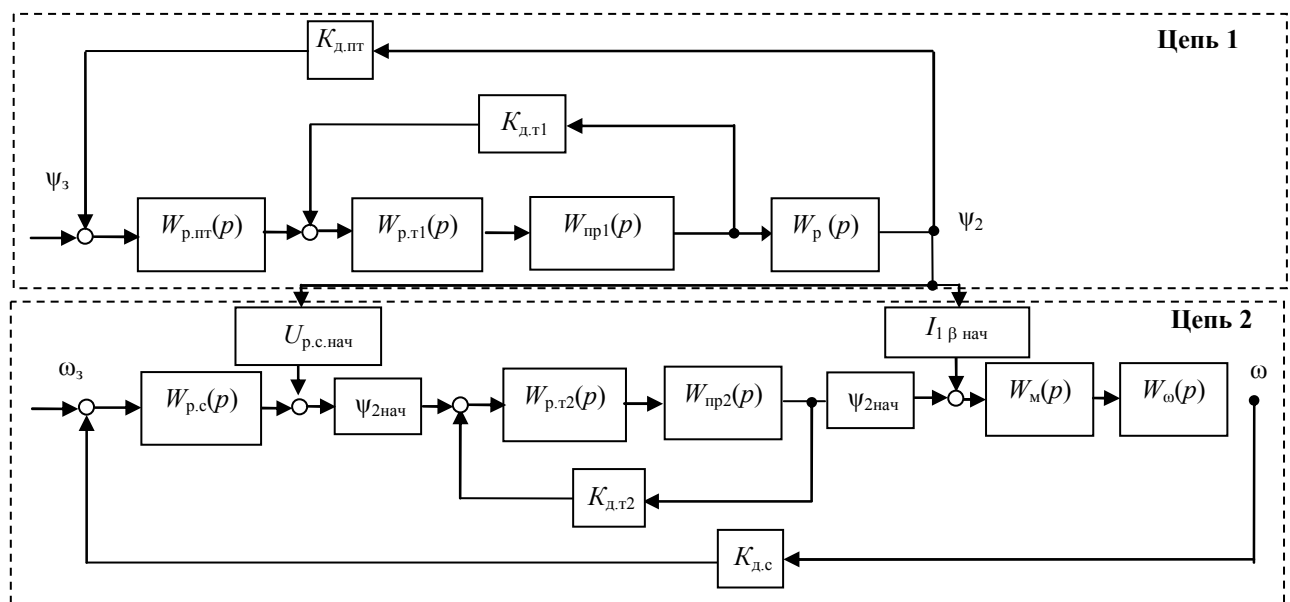 Цепь 1
Kд.пт
Kд.т1
ψз
Wр.пт(p)
Wр.т1(p)
Wпр1(p)
Wр (p)
ψ2
Цепь 2
Uр.с.нач
I1 β нач
ωз
Wр.с(p)
ψ2нач
Wр.т2(p)
Wпр2(p)
ψ2нач
Wм(p)
Wω(p)
ω
Kд.т2
Kд.с